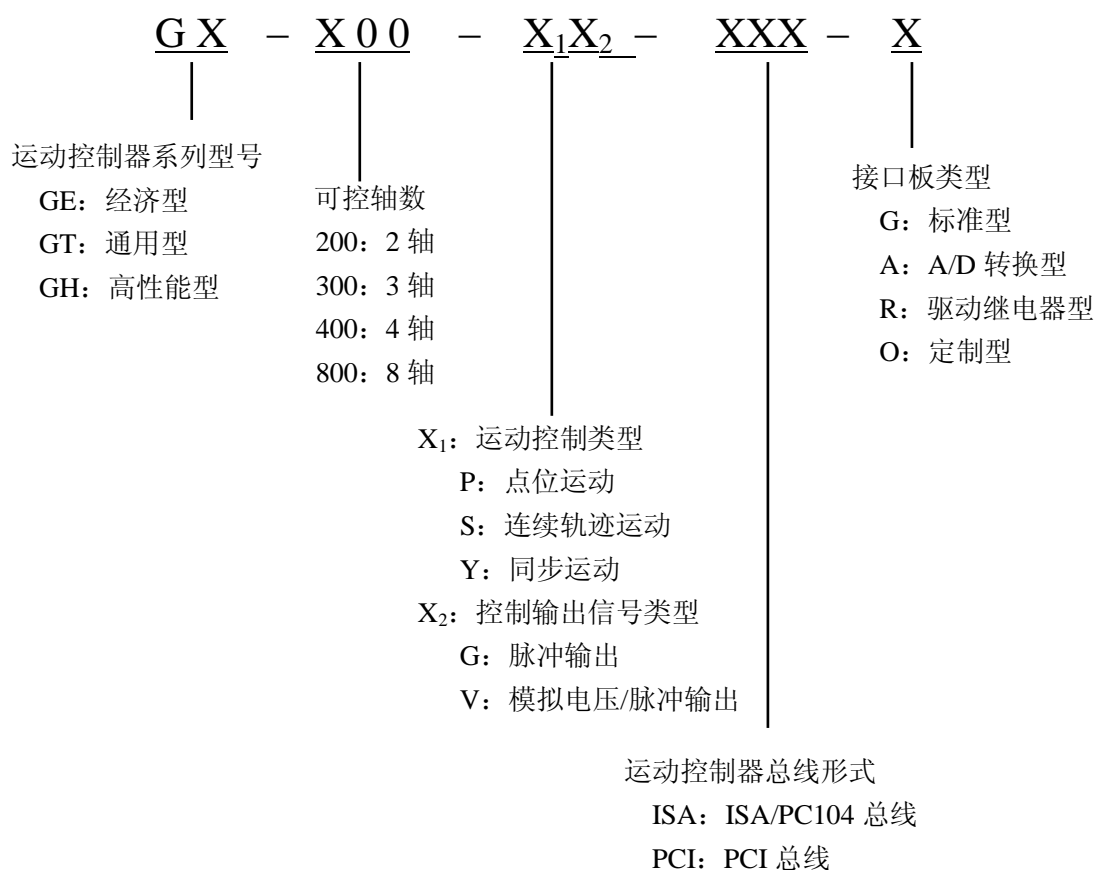 GX – X00 – X₁X₂ – XXX – X
运动控制器系列型号
GE：经济型
GT：通用型
GH：高性能型
可控轴数
200：2 轴
300：3 轴
400：4 轴
800：8 轴
接口板类型
G：标准型
A：A/D 转换型
R：驱动继电器型
O：定制型
X₁：运动控制类型
P：点位运动
S：连续轨迹运动
Y：同步运动
X₂：控制输出信号类型
G：脉冲输出
V：模拟电压/脉冲输出
运动控制器总线形式
ISA：ISA/PC104 总线
PCI：PCI 总线